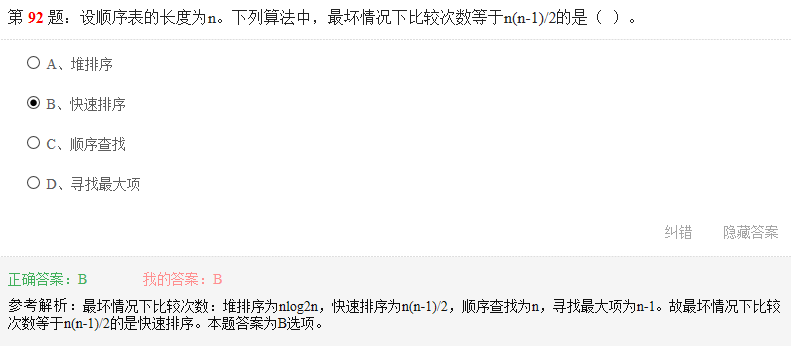 第 92 题：设顺序表的长度为n。下列算法中，最坏情况下比较次数等于n(n-1)/2的是（ ）。
A、堆排序
B、快速排序
C、顺序查找
D、寻找最大项
纠错 隐藏答案
正确答案：B 我的答案：B
参考解析：最坏情况下比较次数：堆排序为nlog2n，快速排序为n(n-1)/2，顺序查找为n，寻找最大项为n-1。故最坏情况下比较
次数等于n(n-1)/2的是快速排序。本题答案为B选项。